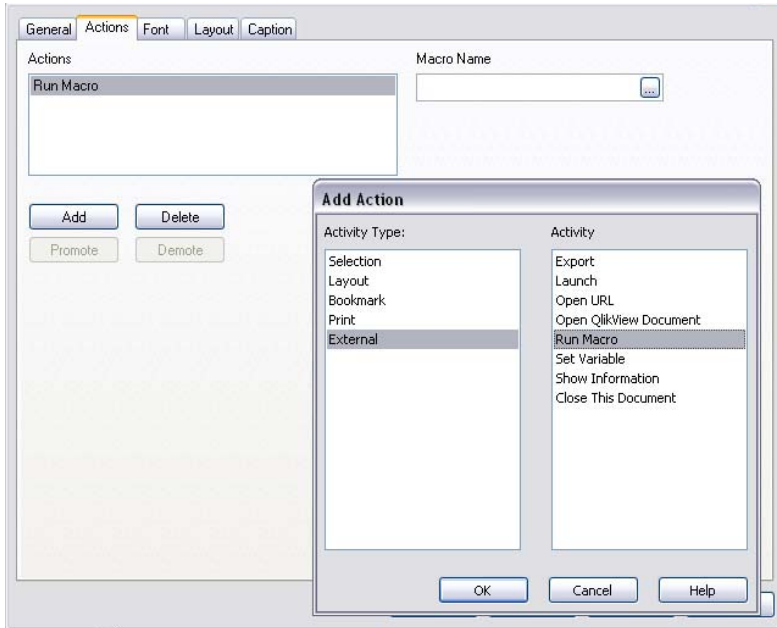 General Actions Font Layout Caption
Actions
Macro Name
Run Macro
...
Add Delete
Promote Demote
Add Action
Activity Type:
Activity
Selection
Layout
Bookmark
Print
External
Export
Launch
Open URL
Open QlikView Document
Run Macro
Set Variable
Show Information
Close This Document
OK Cancel Help